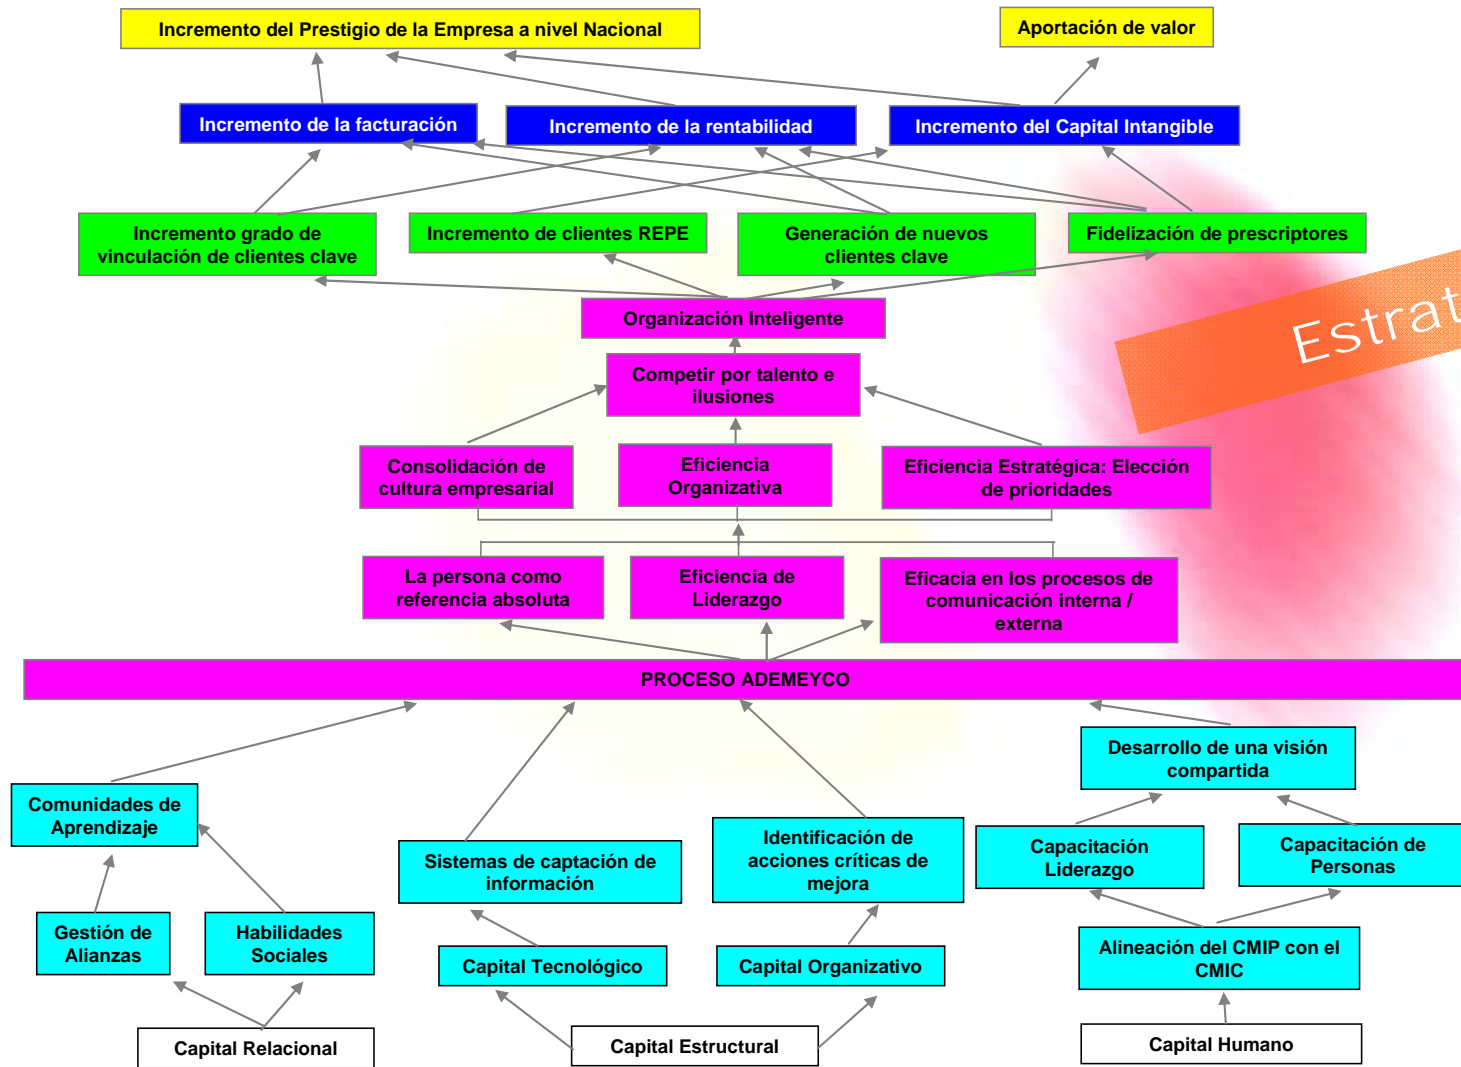 Incremento del Prestigio de la Empresa a nivel Nacional
Aportación de valor
Incremento de la facturación
Incremento de la rentabilidad
Incremento del Capital Intangible
Incremento grado de
vinculación de clientes clave
Incremento de clientes REPE
Generación de nuevos
clientes clave
Fidelización de prescriptores
Estrat
Organización Inteligente
Competir por talento e
ilusiones
Consolidación de
cultura empresarial
Eficiencia
Organizativa
Eficiencia Estratégica: Elección
de prioridades
La persona como
referencia absoluta
Eficiencia de
Liderazgo
Eficacia en los procesos de
comunicación interna /
externa
PROCESO ADEMEYCO
Desarrollo de una visión
compartida
Comunidades de
Aprendizaje
Sistemas de captación de
información
Identificación de
acciones críticas de
mejora
Capacitación
Liderazgo
Capacitación de
Personas
Gestión de
Alianzas
Habilidades
Sociales
Capital Tecnológico
Capital Organizativo
Alineación del CMIP con el
CMIC
Capital Relacional
Capital Estructural
Capital Humano